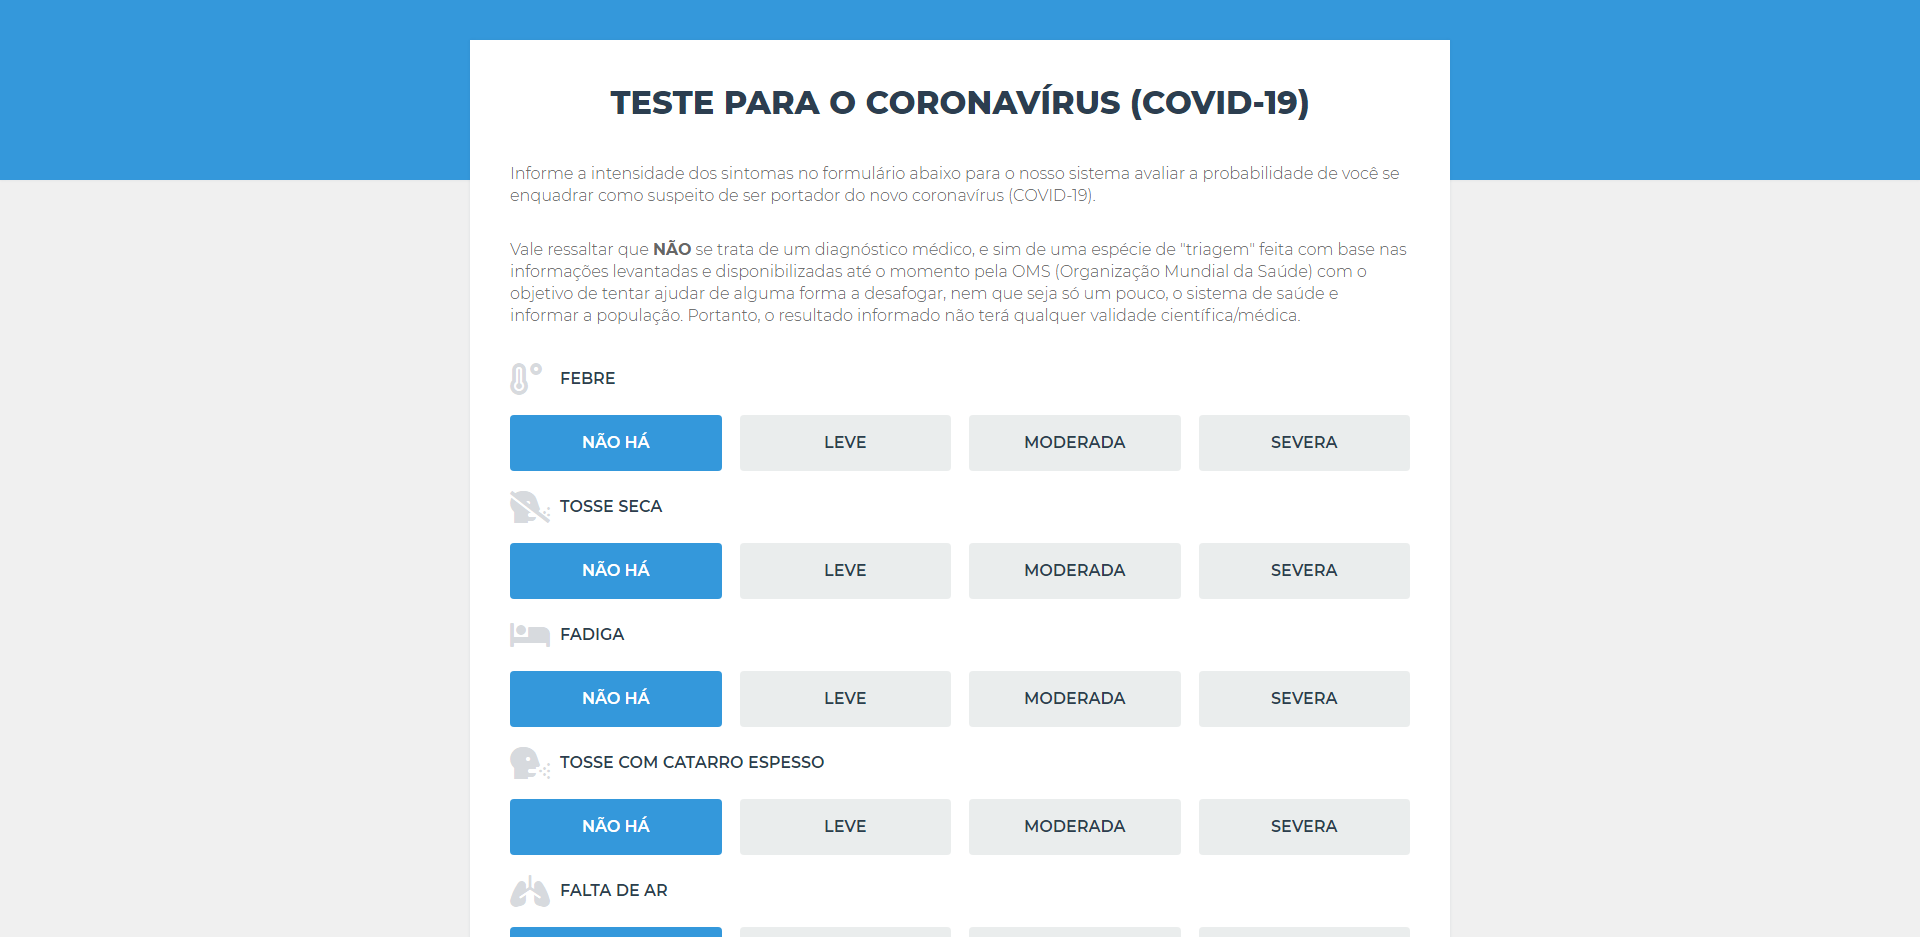 TESTE PARA O CORONAVÍRUS (COVID-19)
Informe a intensidade dos sintomas no formulário abaixo para o nosso sistema avaliar a probabilidade de você se
enquadrar como suspeito de ser portador do novo coronavírus (COVID-19).
Vale ressaltar que NÃO se trata de um diagnóstico médico, e sim de uma espécie de "triagem" feita com base nas
informações levantadas e disponibilizadas até o momento pela OMS (Organização Mundial da Saúde) com o
objetivo de tentar ajudar de alguma forma a desafogar, nem que seja só um pouco, o sistema de saúde e
informar a população. Portanto, o resultado informado não terá qualquer validade científica/médica.
FEBRE
NÃO HÁ LEVE MODERADA SEVERA
TOSSE SECA
NÃO HÁ LEVE MODERADA SEVERA
FADIGA
NÃO HÁ LEVE MODERADA SEVERA
TOSSE COM CATARRO ESPESSO
NÃO HÁ LEVE MODERADA SEVERA
FALTA DE AR